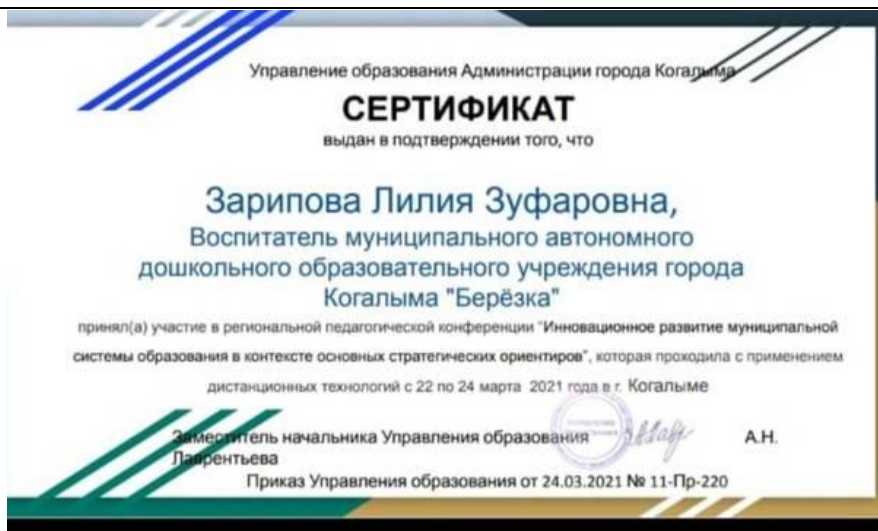 Управление образования Администрации города Когалыма
СЕРТИФИКАТ
выдан в подтверждении того, что
Зарипова Лилия Зуфаровна,
Воспитатель муниципального автономного
дошкольного образовательного учреждения города
Когалыма "Берёзка"
принял(а) участие в региональной педагогической конференции "Инновационное развитие муниципальной
системы образования в контексте основных стратегических ориентиров", которая проходила с применением
дистанционных технологий с 22 по 24 марта 2021 года в г. Когалыме
Заместитель начальника Управления образования А.Н.
Лаврентьева
Приказ Управления образования от 24.03.2021 № 11-Пр-220